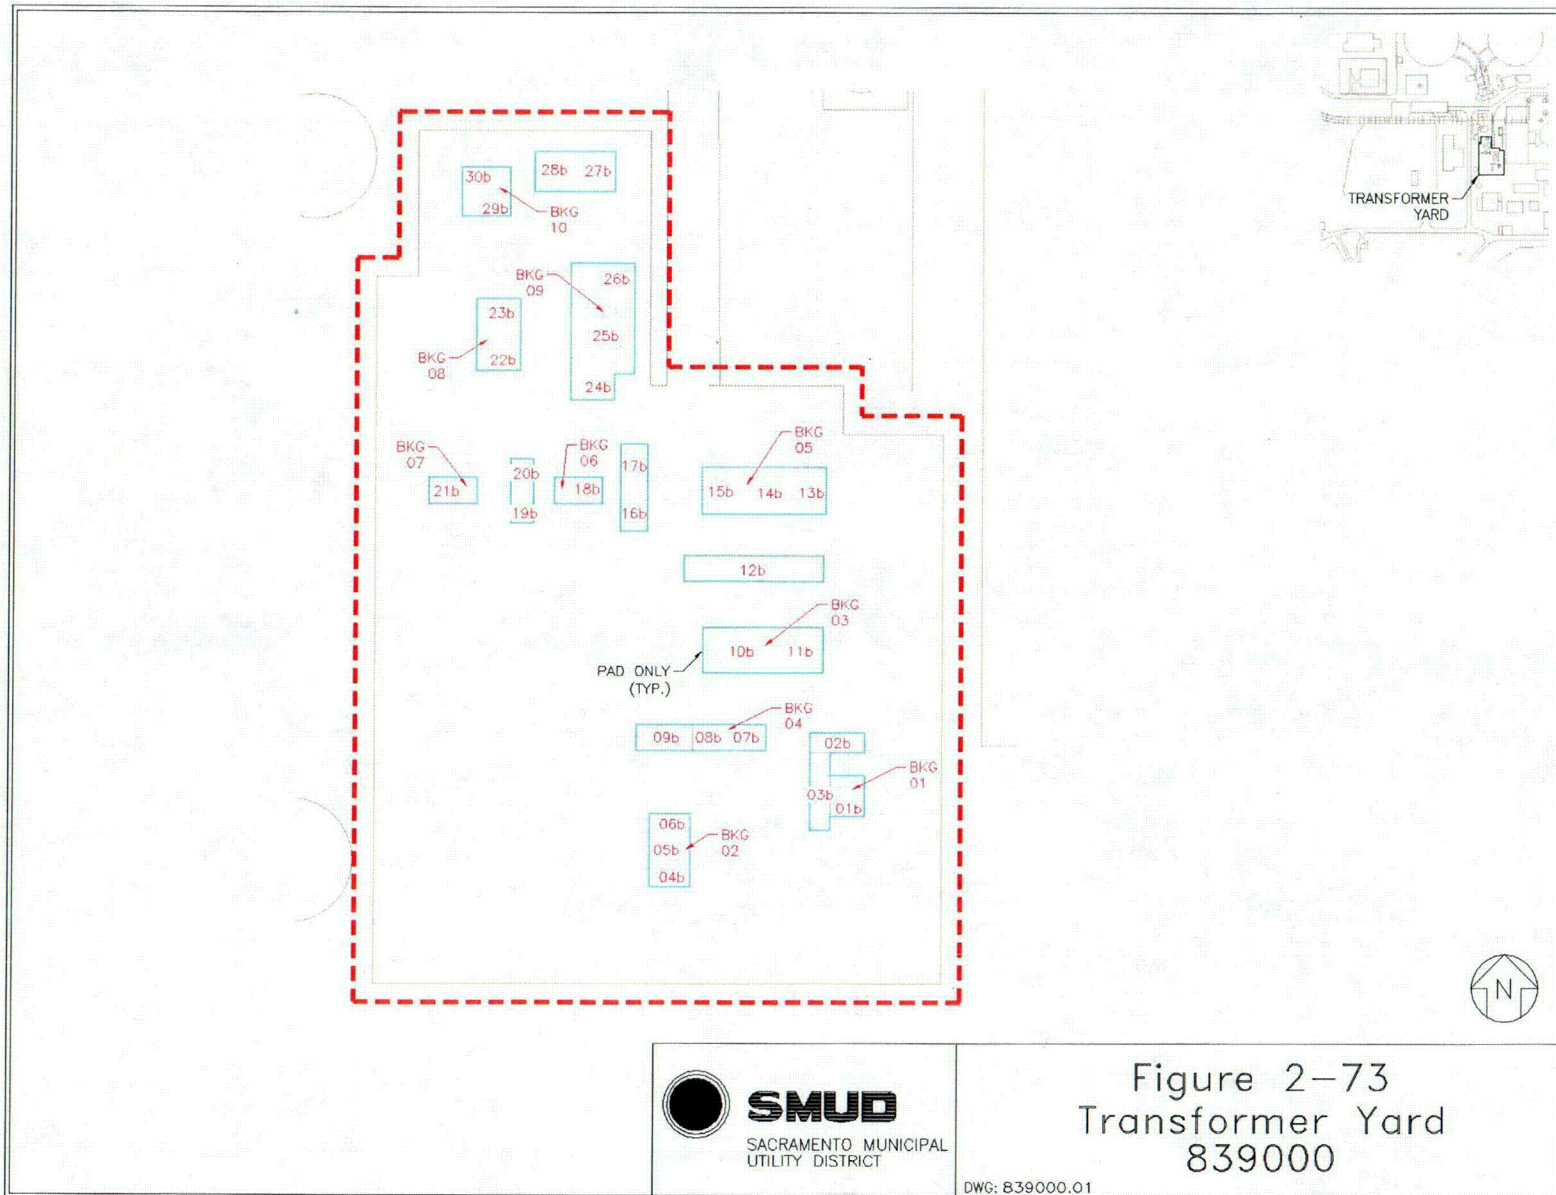 TRANSFORMER
YARD
28b 27b
30b
29b
BKG
10
BKG
09
26b
23b
25b
BKG
08
22b
24b
BKG
07
BKG
06
BKG
05
20b
17b
21b
18b
15b 14b 13b
19b
16b
12b
BKG
03
10b 11b
PAD ONLY
(TYP.)
BKG
04
09b 08b 07b
02b
BKG
01
03b
01b
06b
BKG
02
05b
04b
N
SMUD
SACRAMENTO MUNICIPAL
UTILITY DISTRICT
Figure 2-73
Transformer Yard
839000
DWG: 839000.01